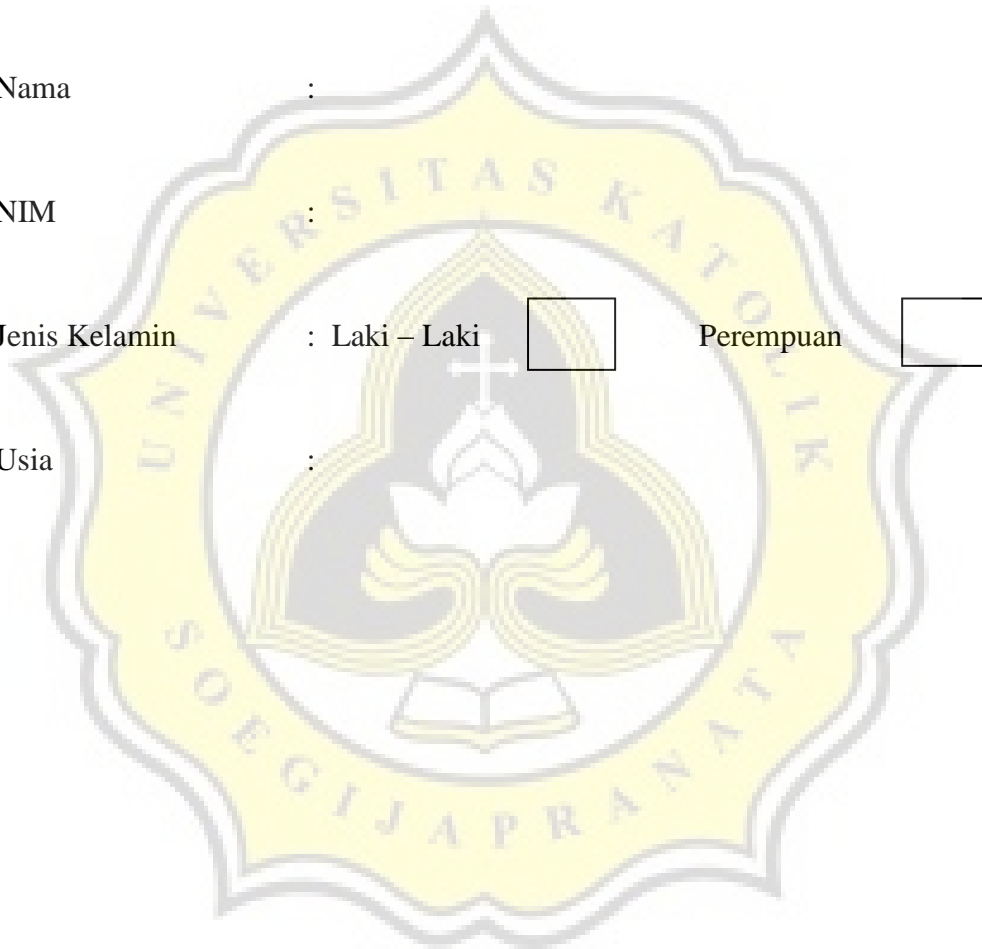 Nama :
NIM :
Jenis Kelamin : Laki – Laki Perempuan
Usia :
UNIVERSITAS KATOLIK
SOEGIJAPRANATA